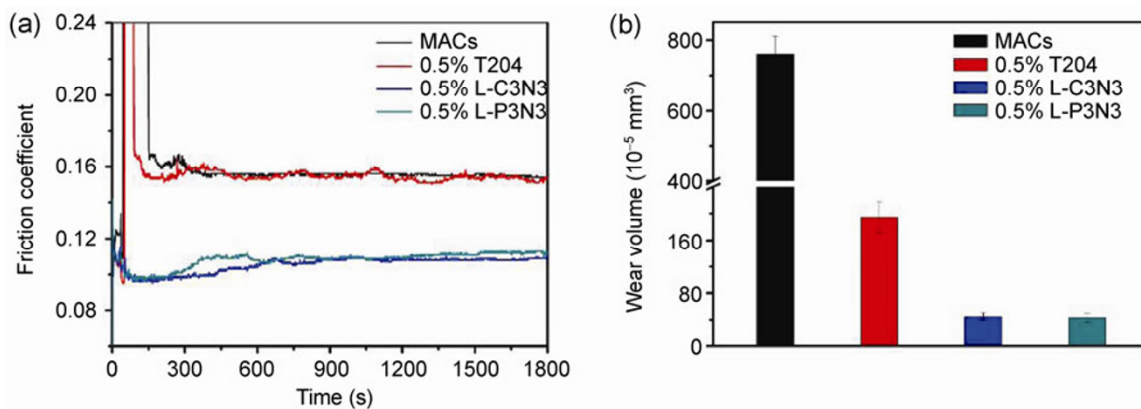 (a)
0.24
0.20
0.16
0.12
0.08
Friction coefficient
MACs
0.5% T204
0.5% L-C3N3
0.5% L-P3N3
0 300 600 900 1200 1500 1800
Time (s)
(b)
800
400
160
80
0
Wear volume (10⁻⁵ mm³)
MACs
0.5% T204
0.5% L-C3N3
0.5% L-P3N3